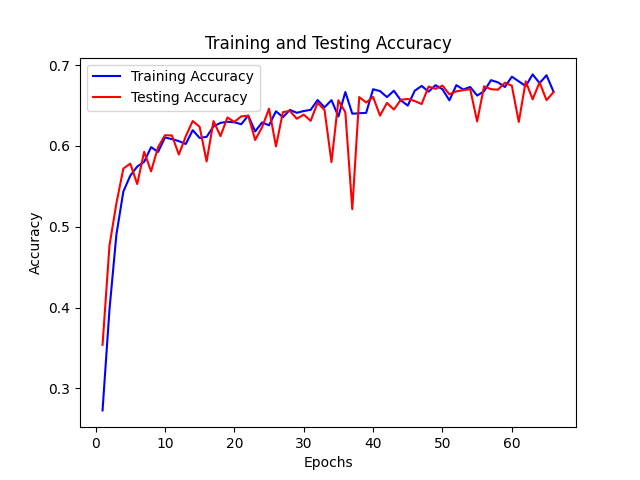 Training and Testing Accuracy
Training Accuracy
Testing Accuracy
0.7
0.6
0.5
0.4
0.3
Accuracy
0 10 20 30 40 50 60
Epochs